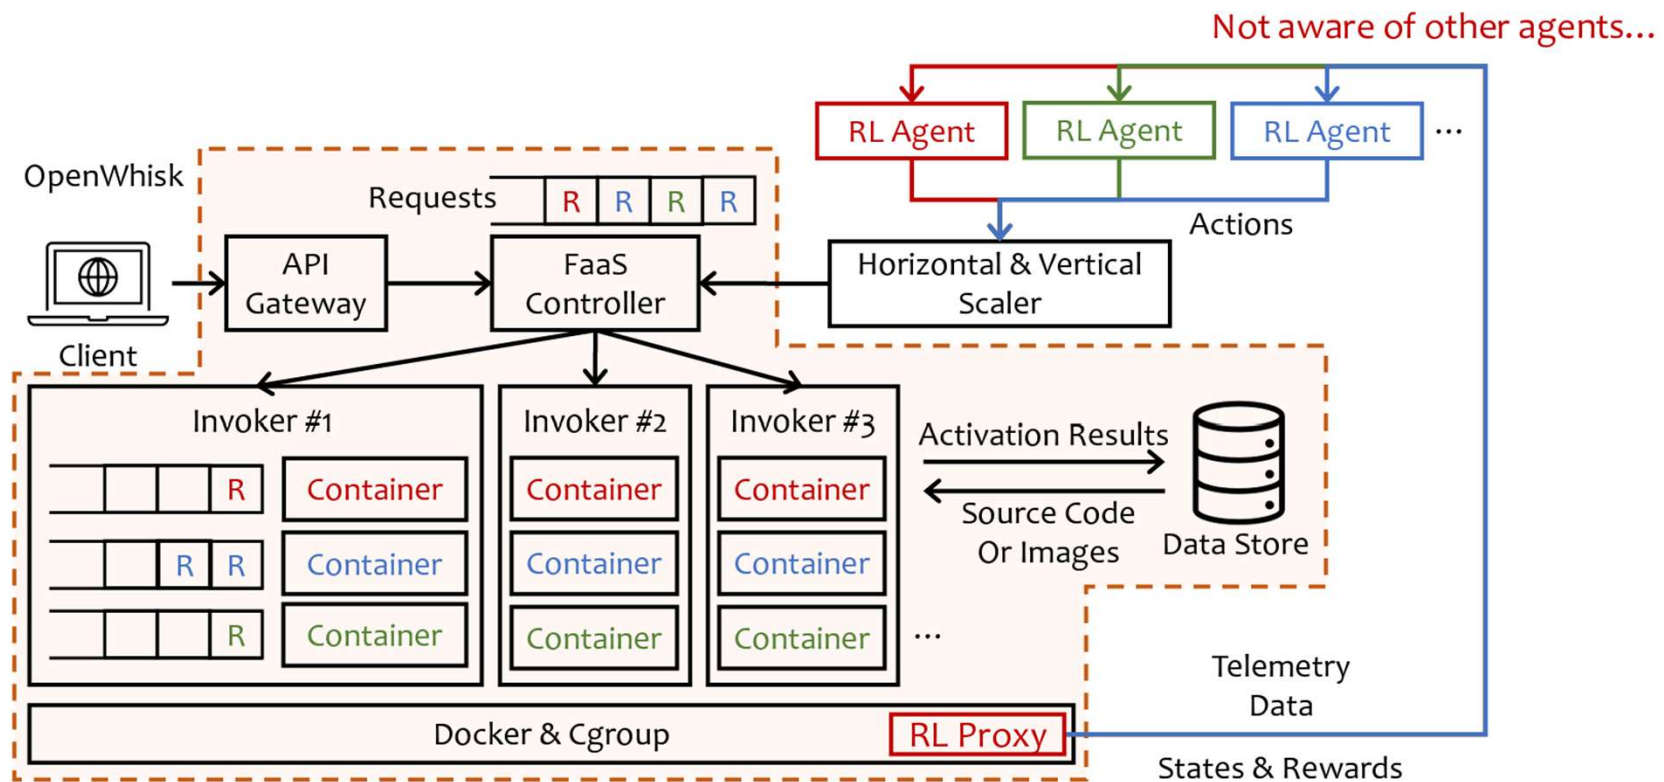 Not aware of other agents...
RL Agent
RL Agent
RL Agent
...
OpenWhisk
Requests
R
R
R
R
Actions
API
Gateway
FaaS
Controller
Horizontal & Vertical
Scaler
Client
Invoker #1
Invoker #2
Invoker #3
R
Container
Container
Container
R
R
Container
Container
Container
R
Container
Container
Container
...
Activation Results
Source Code
Or Images
Data Store
Docker & Cgroup
RL Proxy
Telemetry
Data
States & Rewards